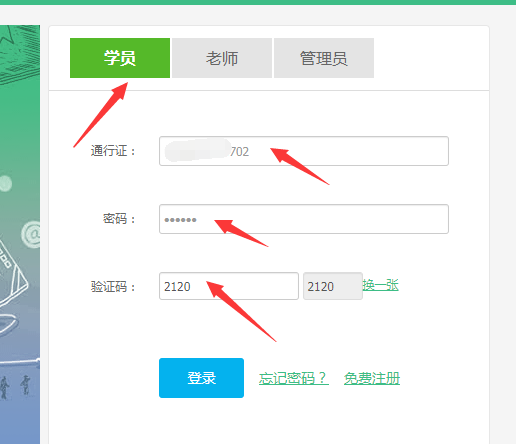 学员 老师 管理员
通行证： 702
密码： ••••••
验证码： 2120 2120 换一张
登录 忘记密码？ 免费注册